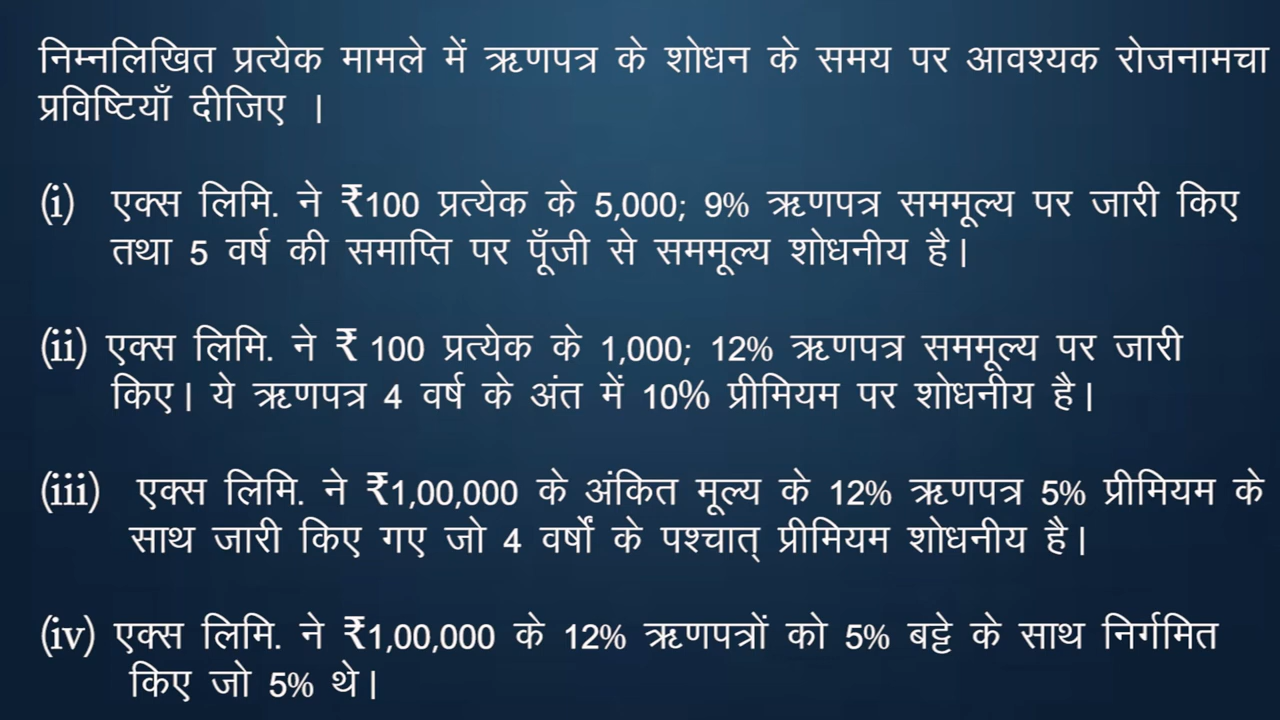 निम्नलिखित प्रत्येक मामले में ऋणपत्र के शोधन के समय पर आवश्यक रोजनामचा
प्रविष्टियाँ दीजिए ।
(i) एक्स लिमि. ने ₹100 प्रत्येक के 5,000; 9% ऋणपत्र सममूल्य पर जारी किए
तथा 5 वर्ष की समाप्ति पर पूँजी से सममूल्य शोधनीय है।
(ii) एक्स लिमि. ने ₹ 100 प्रत्येक के 1,000; 12% ऋणपत्र सममूल्य पर जारी
किए। ये ऋणपत्र 4 वर्ष के अंत में 10% प्रीमियम पर शोधनीय है।
(iii) एक्स लिमि. ने ₹1,00,000 के अंकित मूल्य के 12% ऋणपत्र 5% प्रीमियम के
साथ जारी किए गए जो 4 वर्षों के पश्चात् प्रीमियम शोधनीय है।
(iv) एक्स लिमि. ने ₹1,00,000 के 12% ऋणपत्रों को 5% बट्टे के साथ निर्गमित
किए जो 5% थे।